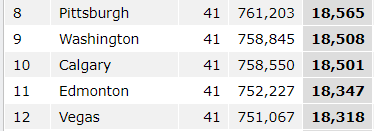 8 Pittsburgh 41 761,203 18,565
9 Washington 41 758,845 18,508
10 Calgary 41 758,550 18,501
11 Edmonton 41 752,227 18,347
12 Vegas 41 751,067 18,318